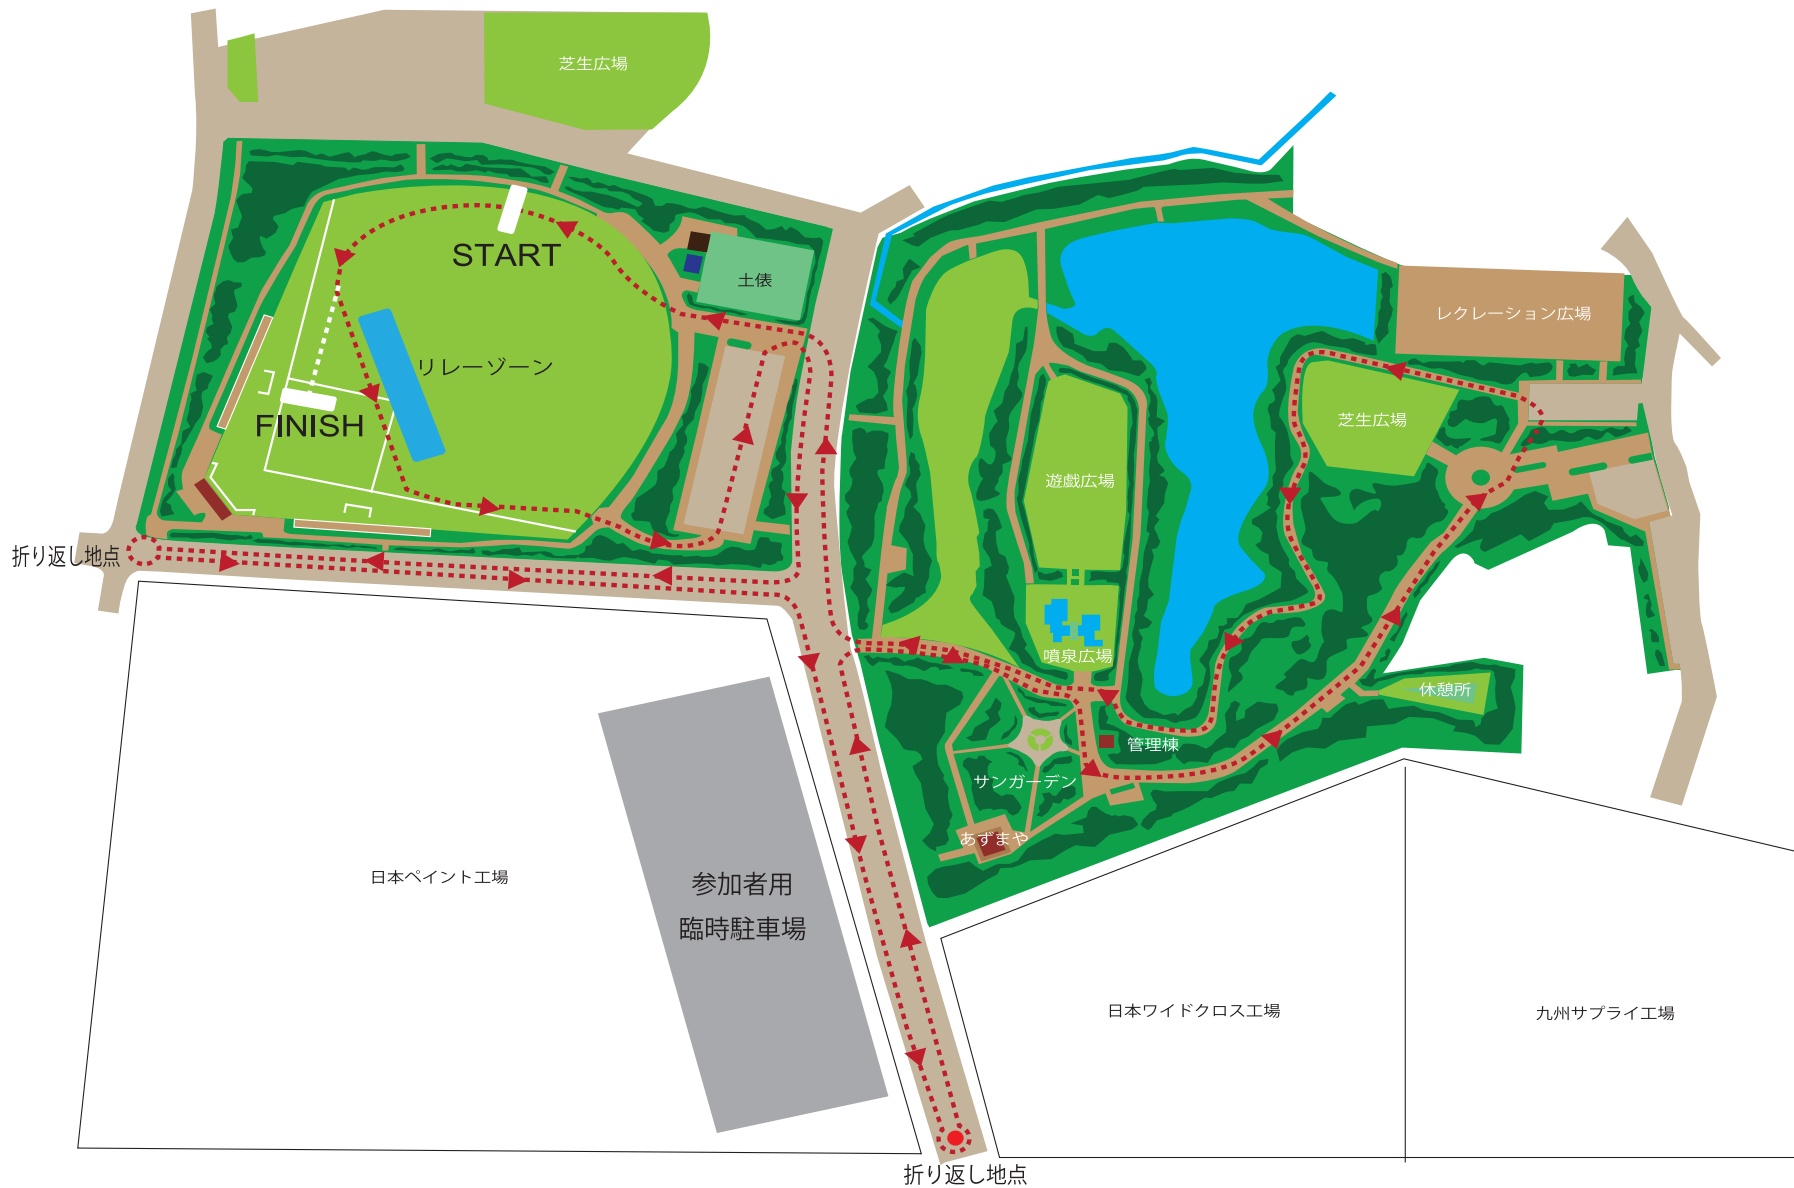 芝生広場
START
土俵
レクレーション広場
リレーゾーン
FINISH
芝生広場
遊戯広場
折り返し地点
噴泉広場
休憩所
管理棟
サンガーデン
あずまや
日本ペイント工場
参加者用
臨時駐車場
日本ワイドクロス工場
九州サプライ工場
折り返し地点